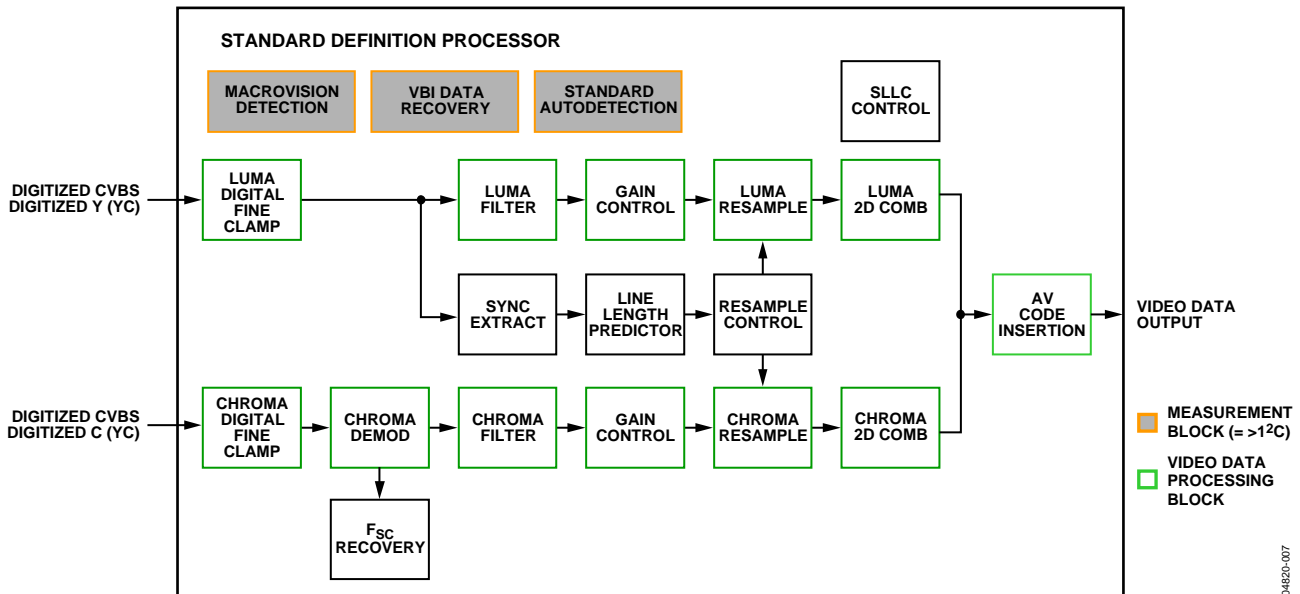 STANDARD DEFINITION PROCESSOR
MACROVISION
DETECTION
VBI DATA
RECOVERY
STANDARD
AUTODETECTION
SLLC
CONTROL
DIGITIZED CVBS
DIGITIZED Y (YC)
LUMA
DIGITAL
FINE
CLAMP
LUMA
FILTER
GAIN
CONTROL
LUMA
RESAMPLE
LUMA
2D COMB
SYNC
EXTRACT
LINE
LENGTH
PREDICTOR
RESAMPLE
CONTROL
AV
CODE
INSERTION
VIDEO DATA
OUTPUT
DIGITIZED CVBS
DIGITIZED C (YC)
CHROMA
DIGITAL
FINE
CLAMP
CHROMA
DEMOD
CHROMA
FILTER
GAIN
CONTROL
CHROMA
RESAMPLE
CHROMA
2D COMB
FSC
RECOVERY
MEASUREMENT
BLOCK (= >1²C)
VIDEO DATA
PROCESSING
BLOCK
04820-007